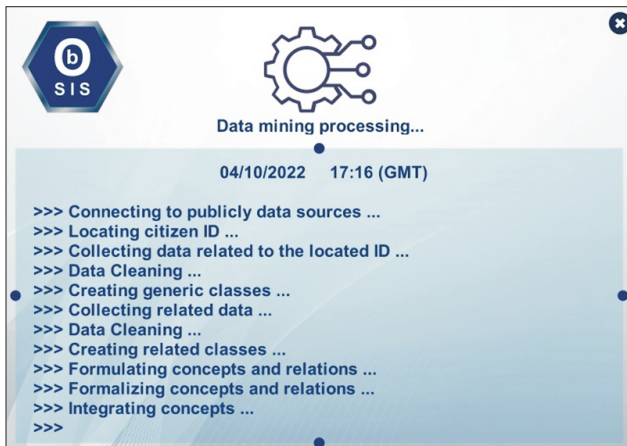 b
SIS
Data mining processing...
04/10/2022 17:16 (GMT)
>>> Connecting to publicly data sources ...
>>> Locating citizen ID ...
>>> Collecting data related to the located ID ...
>>> Data Cleaning ...
>>> Creating generic classes ...
>>> Collecting related data ...
>>> Data Cleaning ...
>>> Creating related classes ...
>>> Formulating concepts and relations ...
>>> Formalizing concepts and relations ...
>>> Integrating concepts ...
>>>